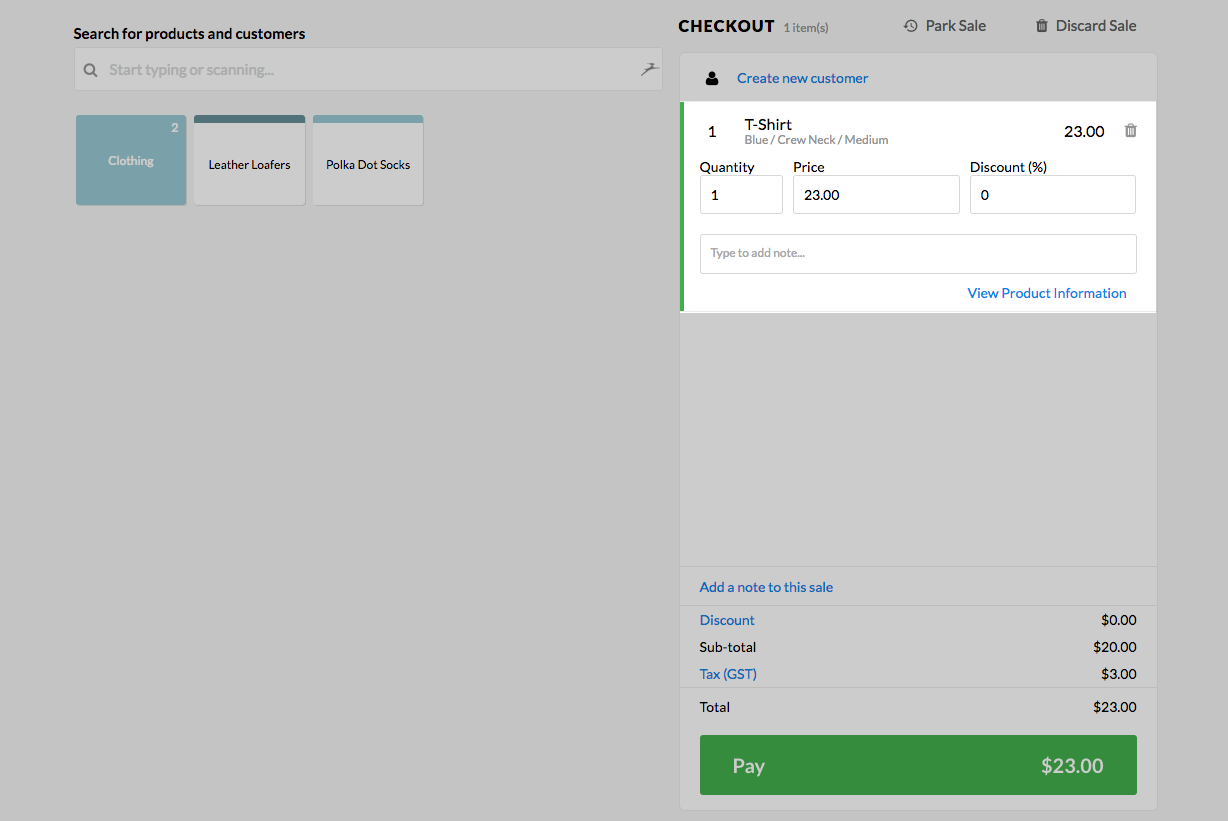 Search for products and customers
Start typing or scanning...
2
Clothing
Leather Loafers
Polka Dot Socks
CHECKOUT 1 item(s)
Park Sale
Discard Sale
Create new customer
1 T-Shirt 23.00
Blue / Crew Neck / Medium
Quantity Price Discount (%)
1 23.00 0
Type to add note...
View Product Information
Add a note to this sale
Discount $0.00
Sub-total $20.00
Tax (GST) $3.00
Total $23.00
Pay $23.00